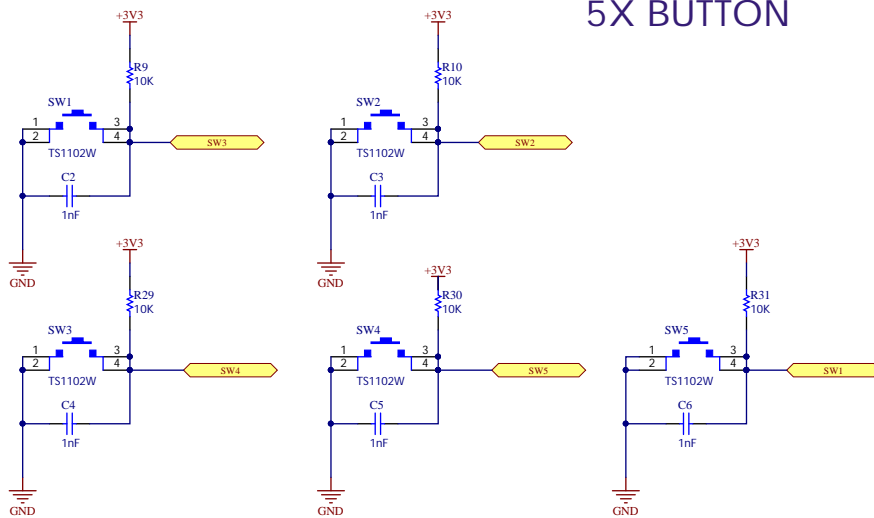 5X BUTTON
+3V3
R9
10K
SW1
1
3
2
4
TS1102W
SW3
C2
1nF
GND
+3V3
R10
10K
SW2
1
3
2
4
TS1102W
SW2
C3
1nF
GND
+3V3
R29
10K
SW3
1
3
2
4
TS1102W
SW4
C4
1nF
GND
+3V3
R30
10K
SW4
1
3
2
4
TS1102W
SW5
C5
1nF
GND
+3V3
R31
10K
SW5
1
3
2
4
TS1102W
SW1
C6
1nF
GND